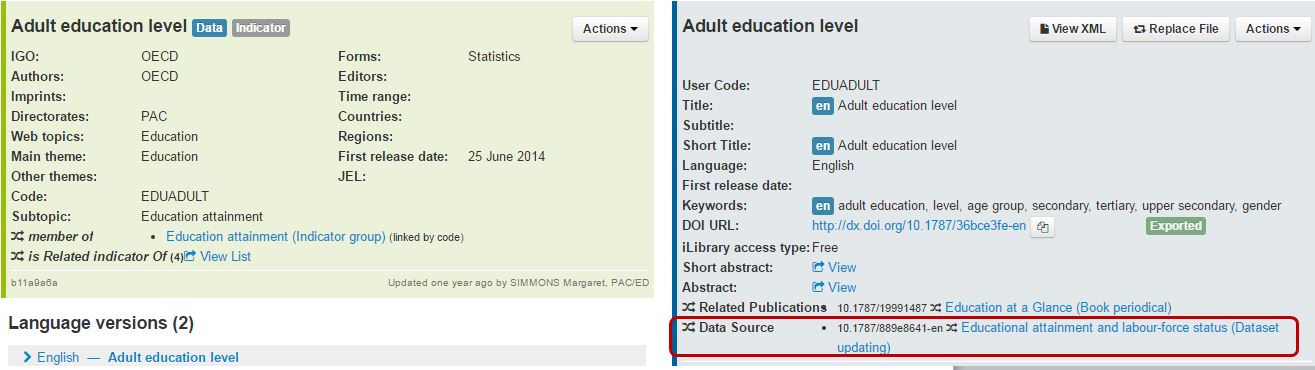 Adult education level Data Indicator Actions
IGO: OECD Forms: Statistics
Authors: OECD Editors:
Imprints: Time range:
Directorates: PAC Countries:
Web topics: Education Regions:
Main theme: Education First release date: 25 June 2014
Other themes: JEL:
Code: EDUADULT
Subtopic: Education attainment
member of • Education attainment (Indicator group) (linked by code)
is Related indicator Of (4) View List
b11a9a6a Updated one year ago by SIMMONS Margaret, PAC/ED
Language versions (2)
English — Adult education level
Adult education level View XML Replace File Actions
User Code: EDUADULT
Title: en Adult education level
Subtitle:
Short Title: en Adult education level
Language: English
First release date:
Keywords: en adult education, level, age group, secondary, tertiary, upper secondary, gender
DOI URL: http://dx.doi.org/10.1787/36bce3fe-en Exported
iLibrary access type: Free
Short abstract: View
Abstract: View
Related Publications • 10.1787/19991487 Education at a Glance (Book periodical)
Data Source • 10.1787/889e8641-en Educational attainment and labour-force status (Dataset
updating)